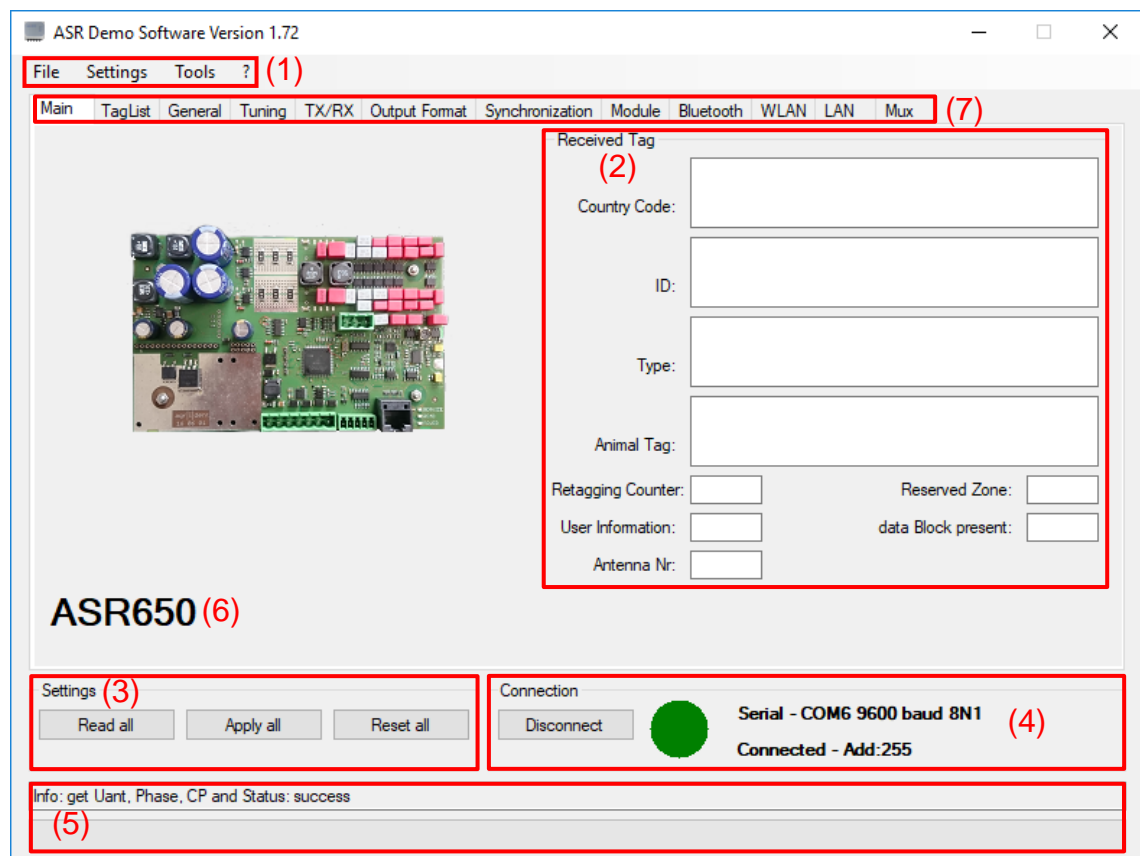 ASR Demo Software Version 1.72
File Settings Tools ? (1)
Main TagList General Tuning TX/RX Output Format Synchronization Module Bluetooth WLAN LAN Mux (7)
Received Tag
(2)
Country Code:
ID:
Type:
Animal Tag:
Retagging Counter: Reserved Zone:
User Information: data Block present:
Antenna Nr:
ASR650 (6)
Settings (3)
Read all Apply all Reset all
Connection
Disconnect
Serial - COM6 9600 baud 8N1
(4)
Connected - Add:255
Info: get Uant, Phase, CP and Status: success
(5)